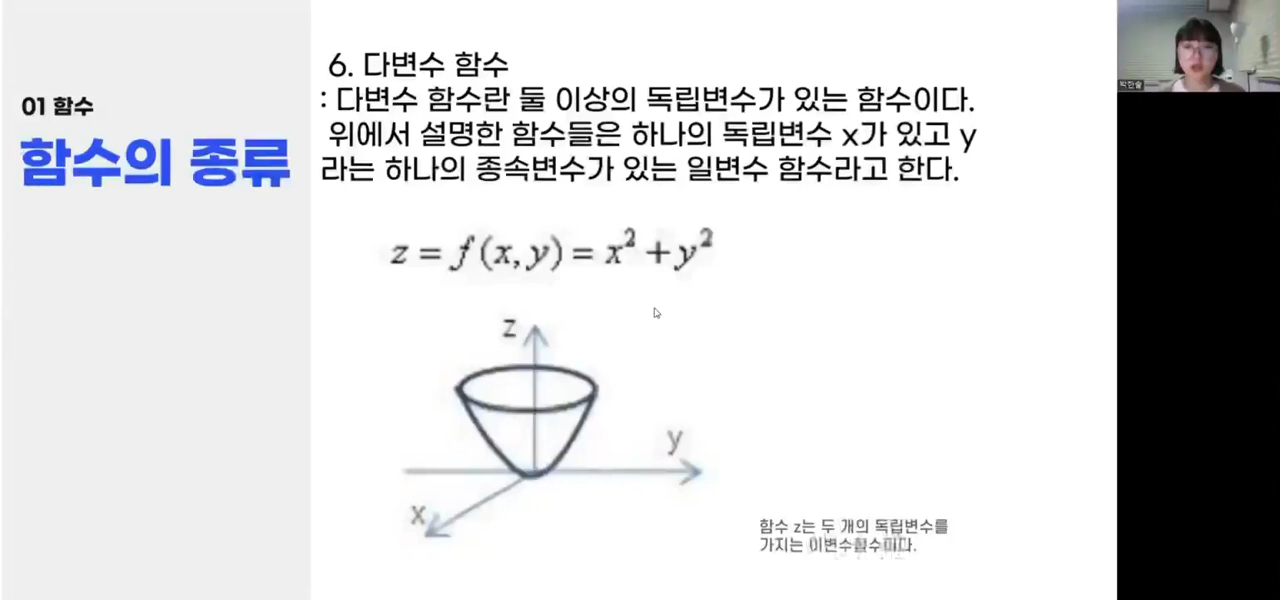 01 함수
함수의 종류
6. 다변수 함수
: 다변수 함수란 둘 이상의 독립변수가 있는 함수이다.
위에서 설명한 함수들은 하나의 독립변수 x가 있고 y
라는 하나의 종속변수가 있는 일변수 함수라고 한다.
z = f(x, y) = x² + y²
z
y
x
함수 z는 두 개의 독립변수를
가지는 이변수함수이다.
박한솔